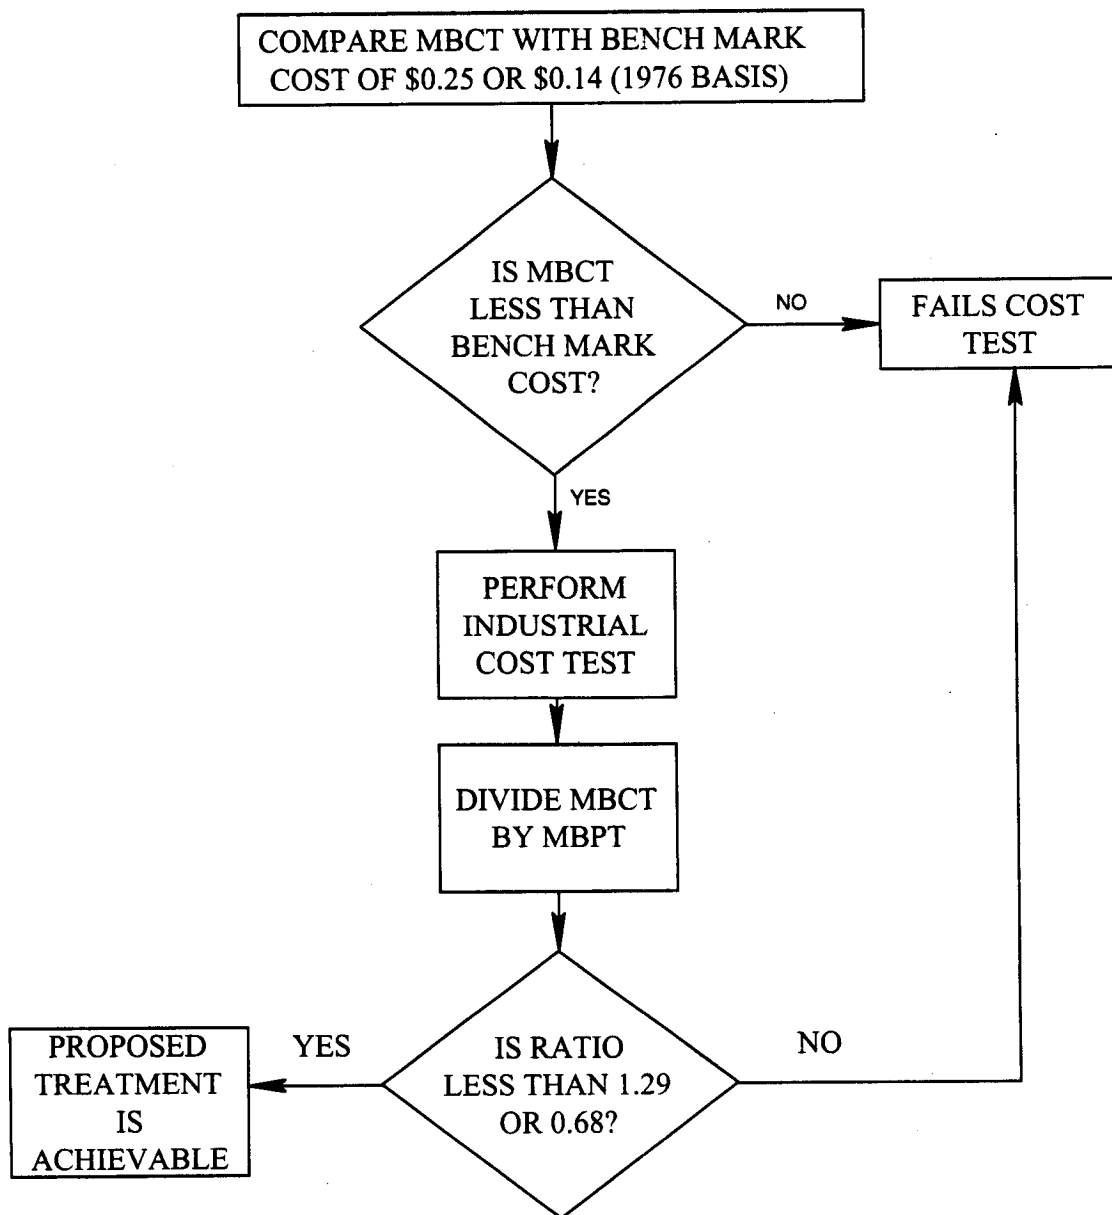 COMPARE MBCT WITH BENCH MARK
COST OF $0.25 OR $0.14 (1976 BASIS)
IS MBCT
LESS THAN
BENCH MARK
COST?
NO
FAILS COST
TEST
YES
PERFORM
INDUSTRIAL
COST TEST
DIVIDE MBCT
BY MBPT
IS RATIO
LESS THAN 1.29
OR 0.68?
YES
NO
PROPOSED
TREATMENT
IS
ACHIEVABLE